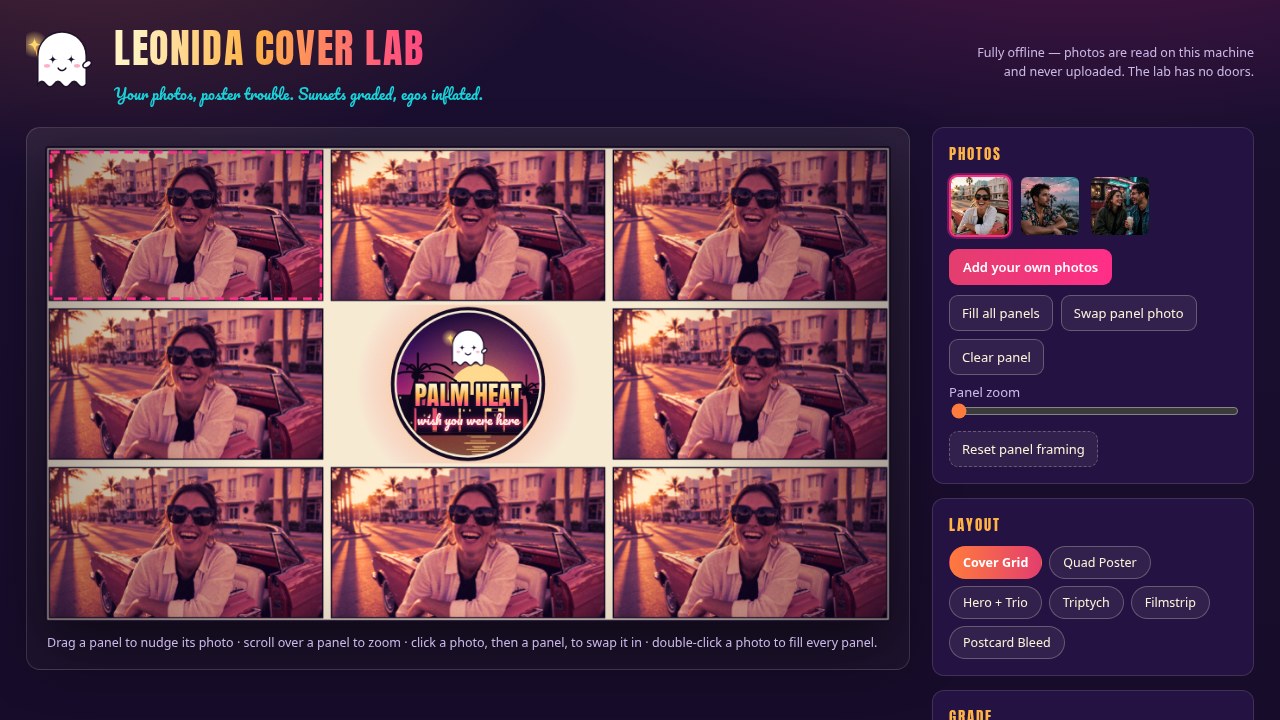 LEONIDA COVER LAB
Your photos, poster trouble. Sunsets graded, egos inflated.
Fully offline — photos are read on this machine
and never uploaded. The lab has no doors.
PALM HEAT
wish you were here
Drag a panel to nudge its photo · scroll over a panel to zoom · click a photo, then a panel, to swap it in · double-click a photo to fill every panel.
PHOTOS
Add your own photos
Fill all panels
Swap panel photo
Clear panel
Panel zoom
Reset panel framing
LAYOUT
Cover Grid
Quad Poster
Hero + Trio
Triptych
Filmstrip
Postcard Bleed
GRADE